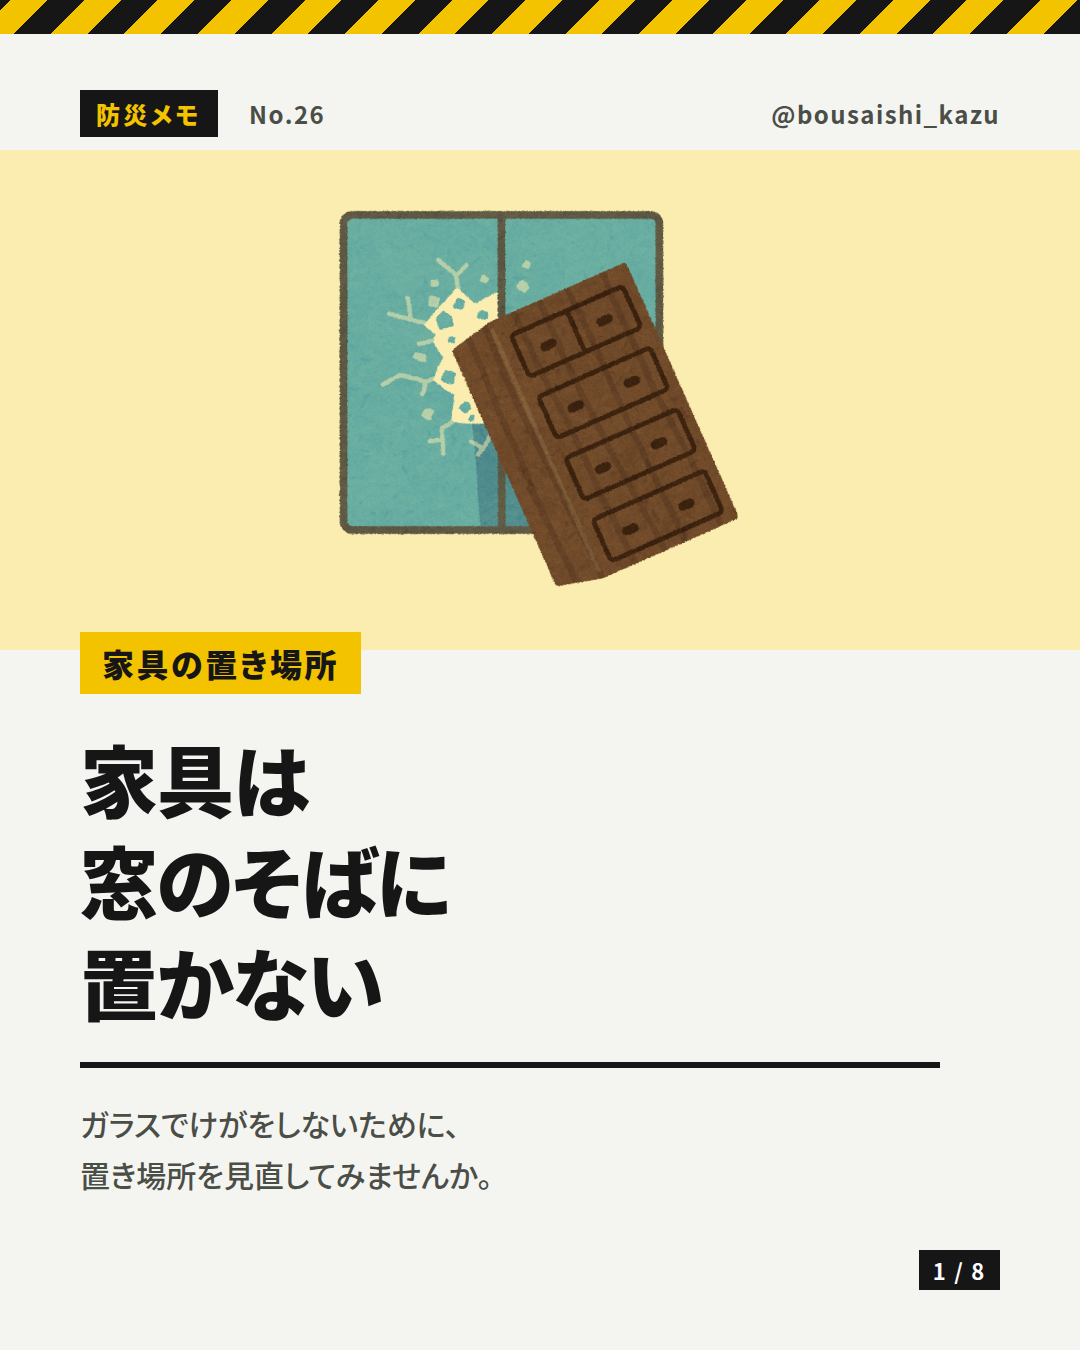 防災メモ No.26 @bousaishi_kazu
家具の置き場所
家具は
窓のそばに
置かない
ガラスでけがをしないために、
置き場所を見直してみませんか。
1 / 8